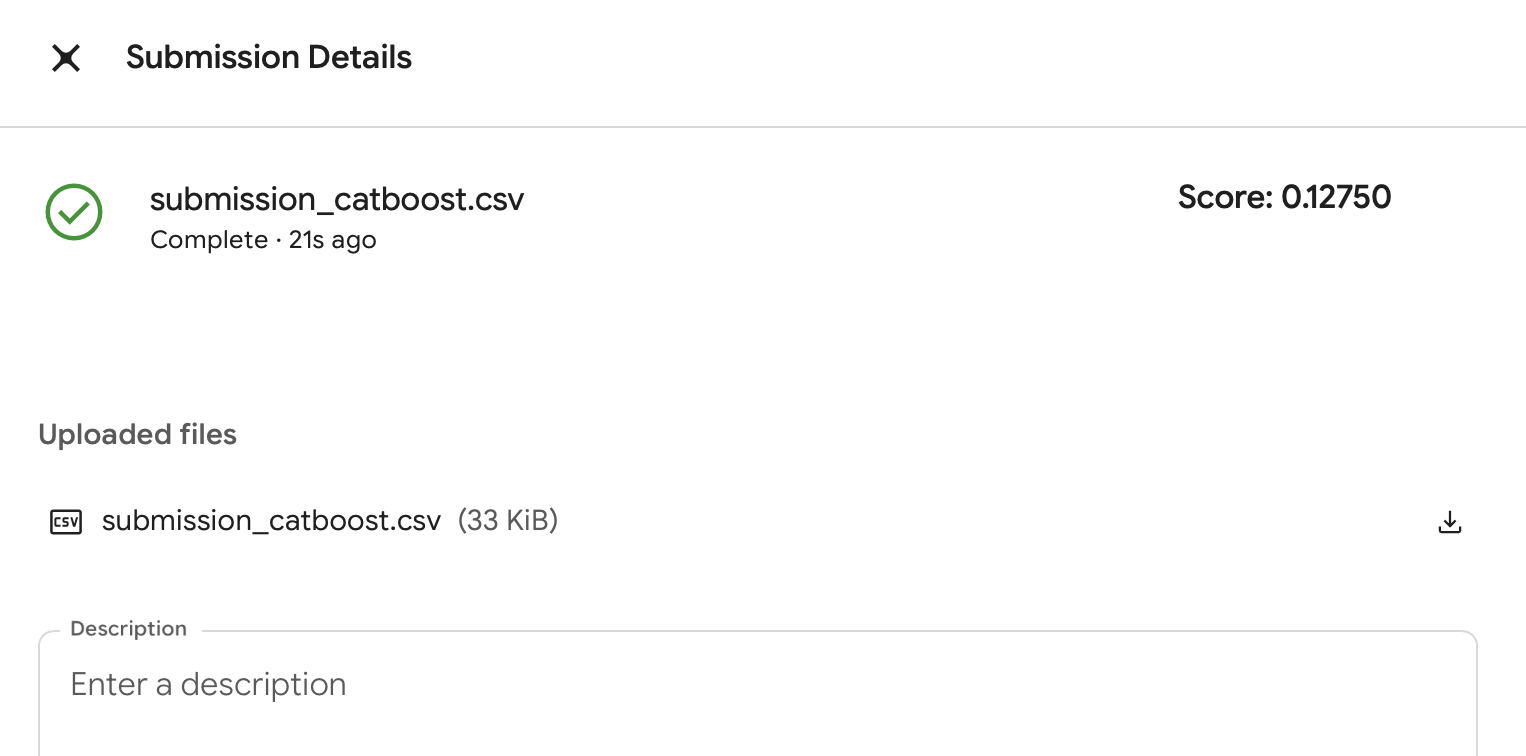 Submission Details
submission_catboost.csv
Score: 0.12750
Complete · 21s ago
Uploaded files
CSV submission_catboost.csv (33 KiB)
Description
Enter a description